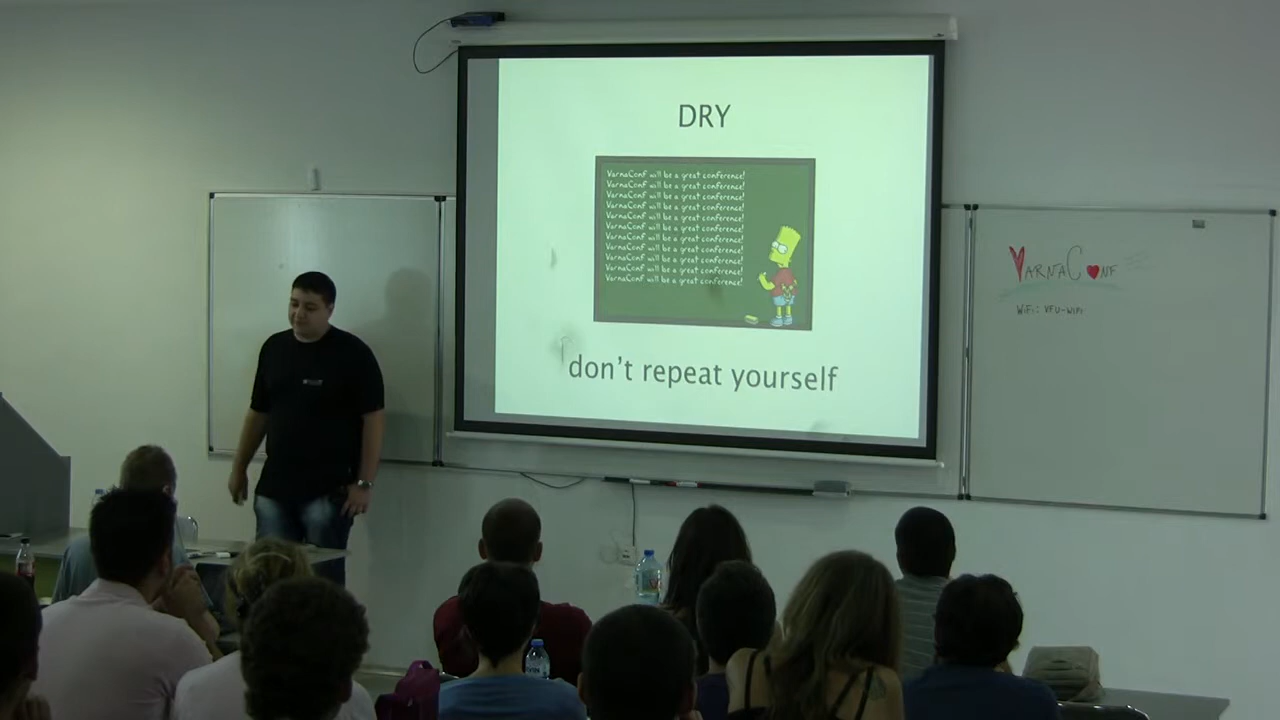 DRY
VarnaConf will be a great conference!
VarnaConf will be a great conference!
VarnaConf will be a great conference!
VarnaConf will be a great conference!
VarnaConf will be a great conference!
VarnaConf will be a great conference!
VarnaConf will be a great conference!
VarnaConf will be a great conference!
VarnaConf will be a great conference!
VarnaConf will be a great conference!
VarnaConf will be a great conference!
don't repeat yourself
VARNACONF
WiFi: VFU-WiFi